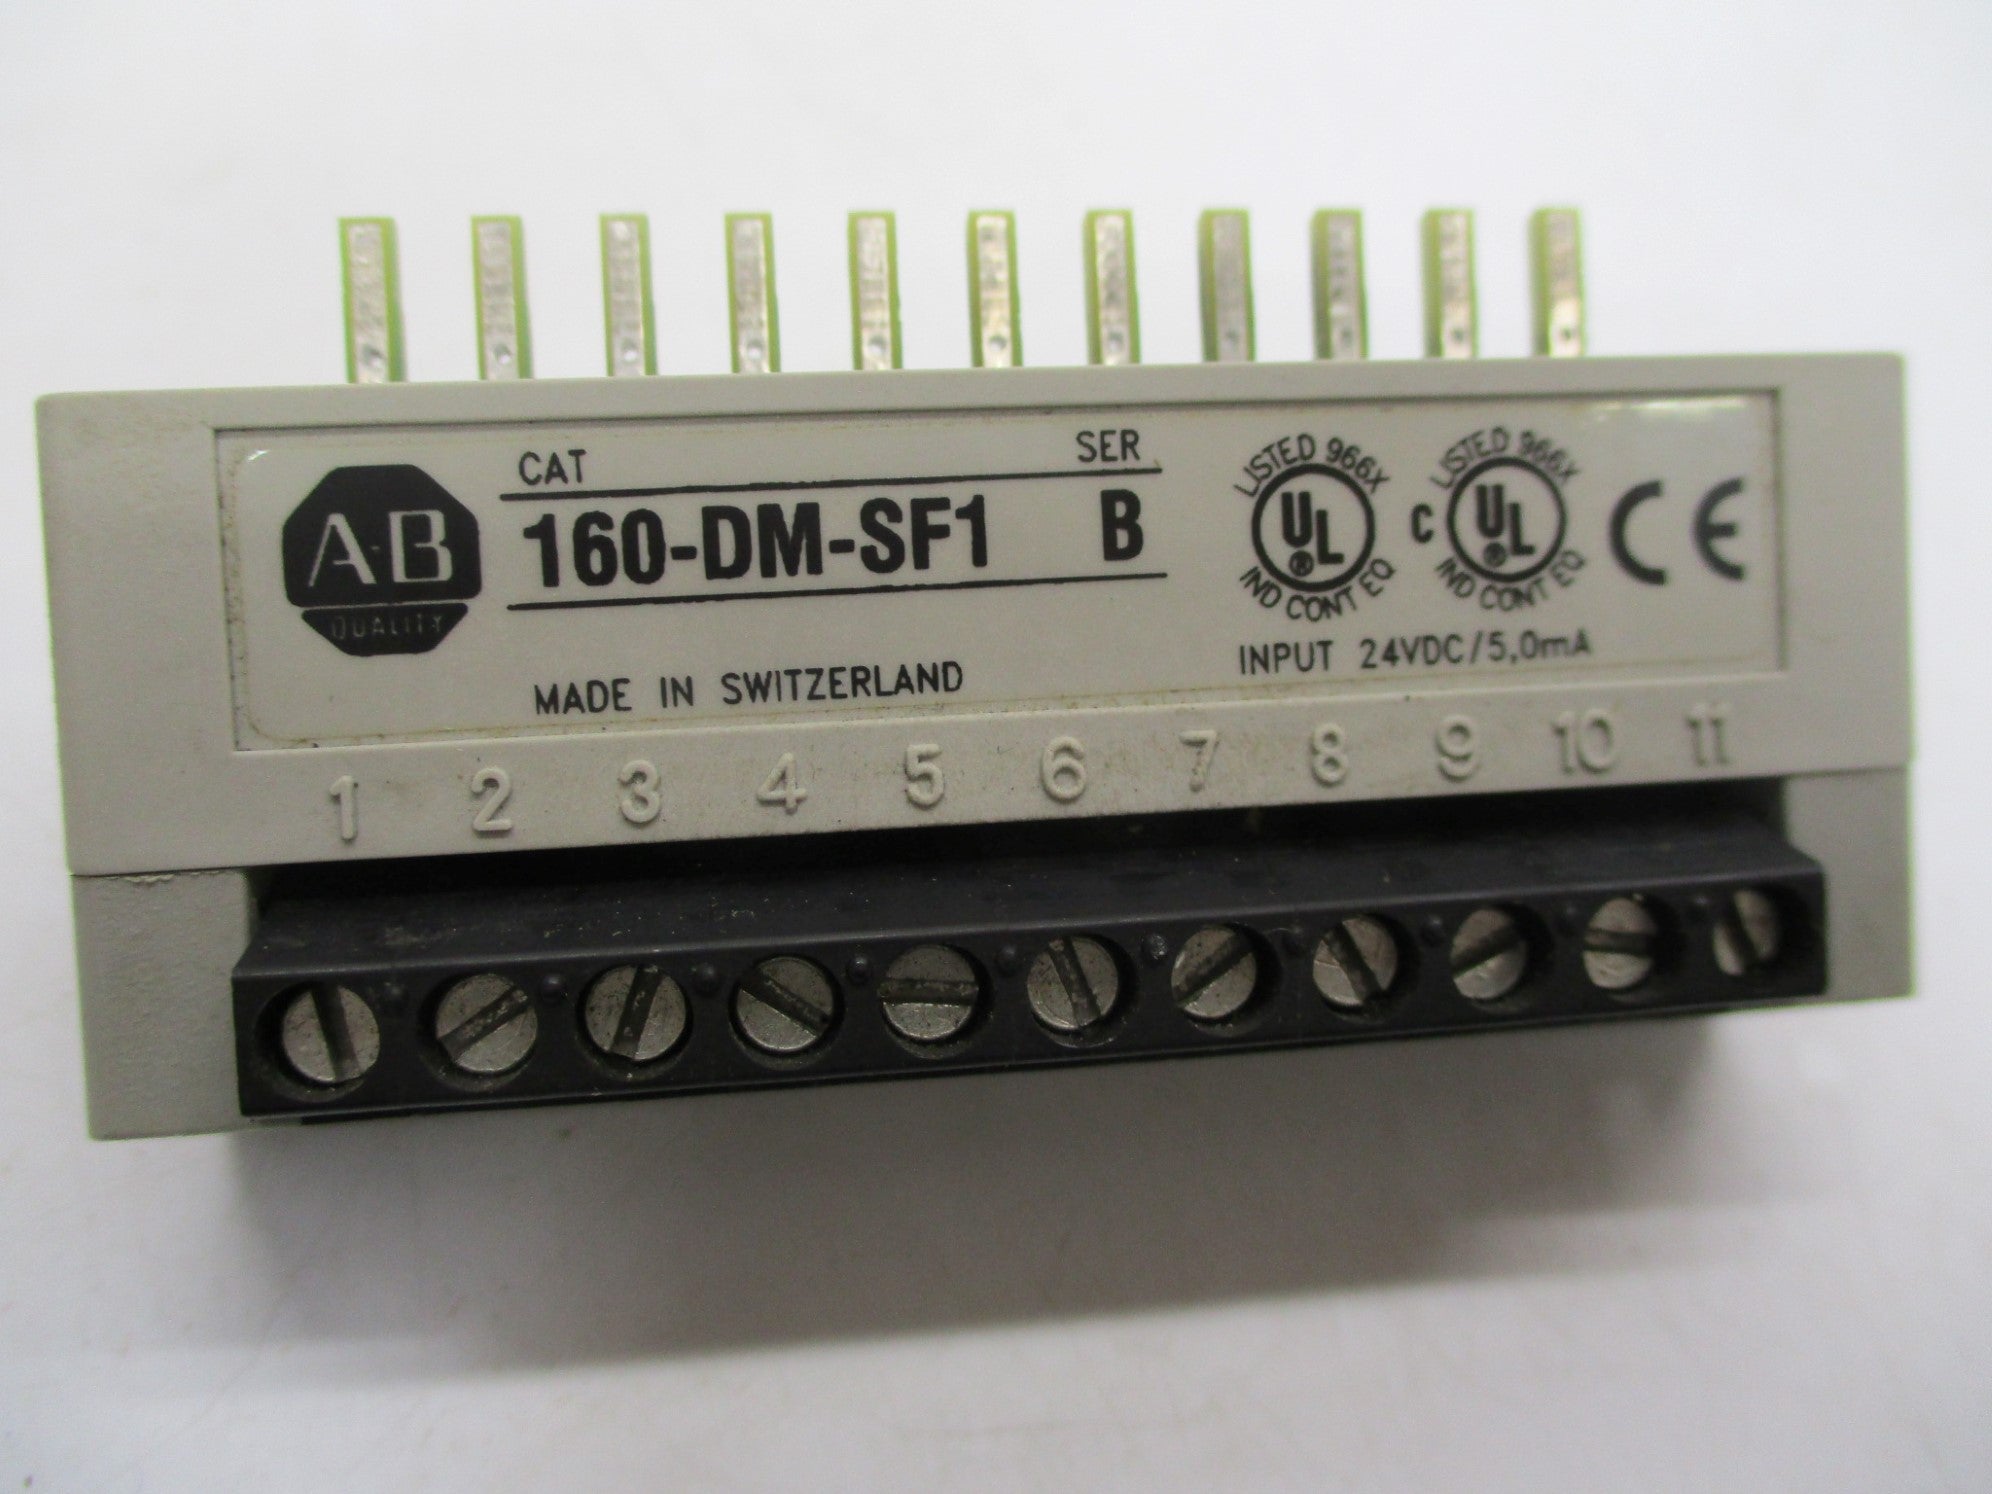 A·B
QUALITY
CAT SER
160-DM-SF1 B
MADE IN SWITZERLAND
LISTED 966X
UL®
IND CONT EQ
LISTED 966X
C UL®
IND CONT EQ
CE
INPUT 24VDC/5,0mA
1 2 3 4 5 6 7 8 9 10 11